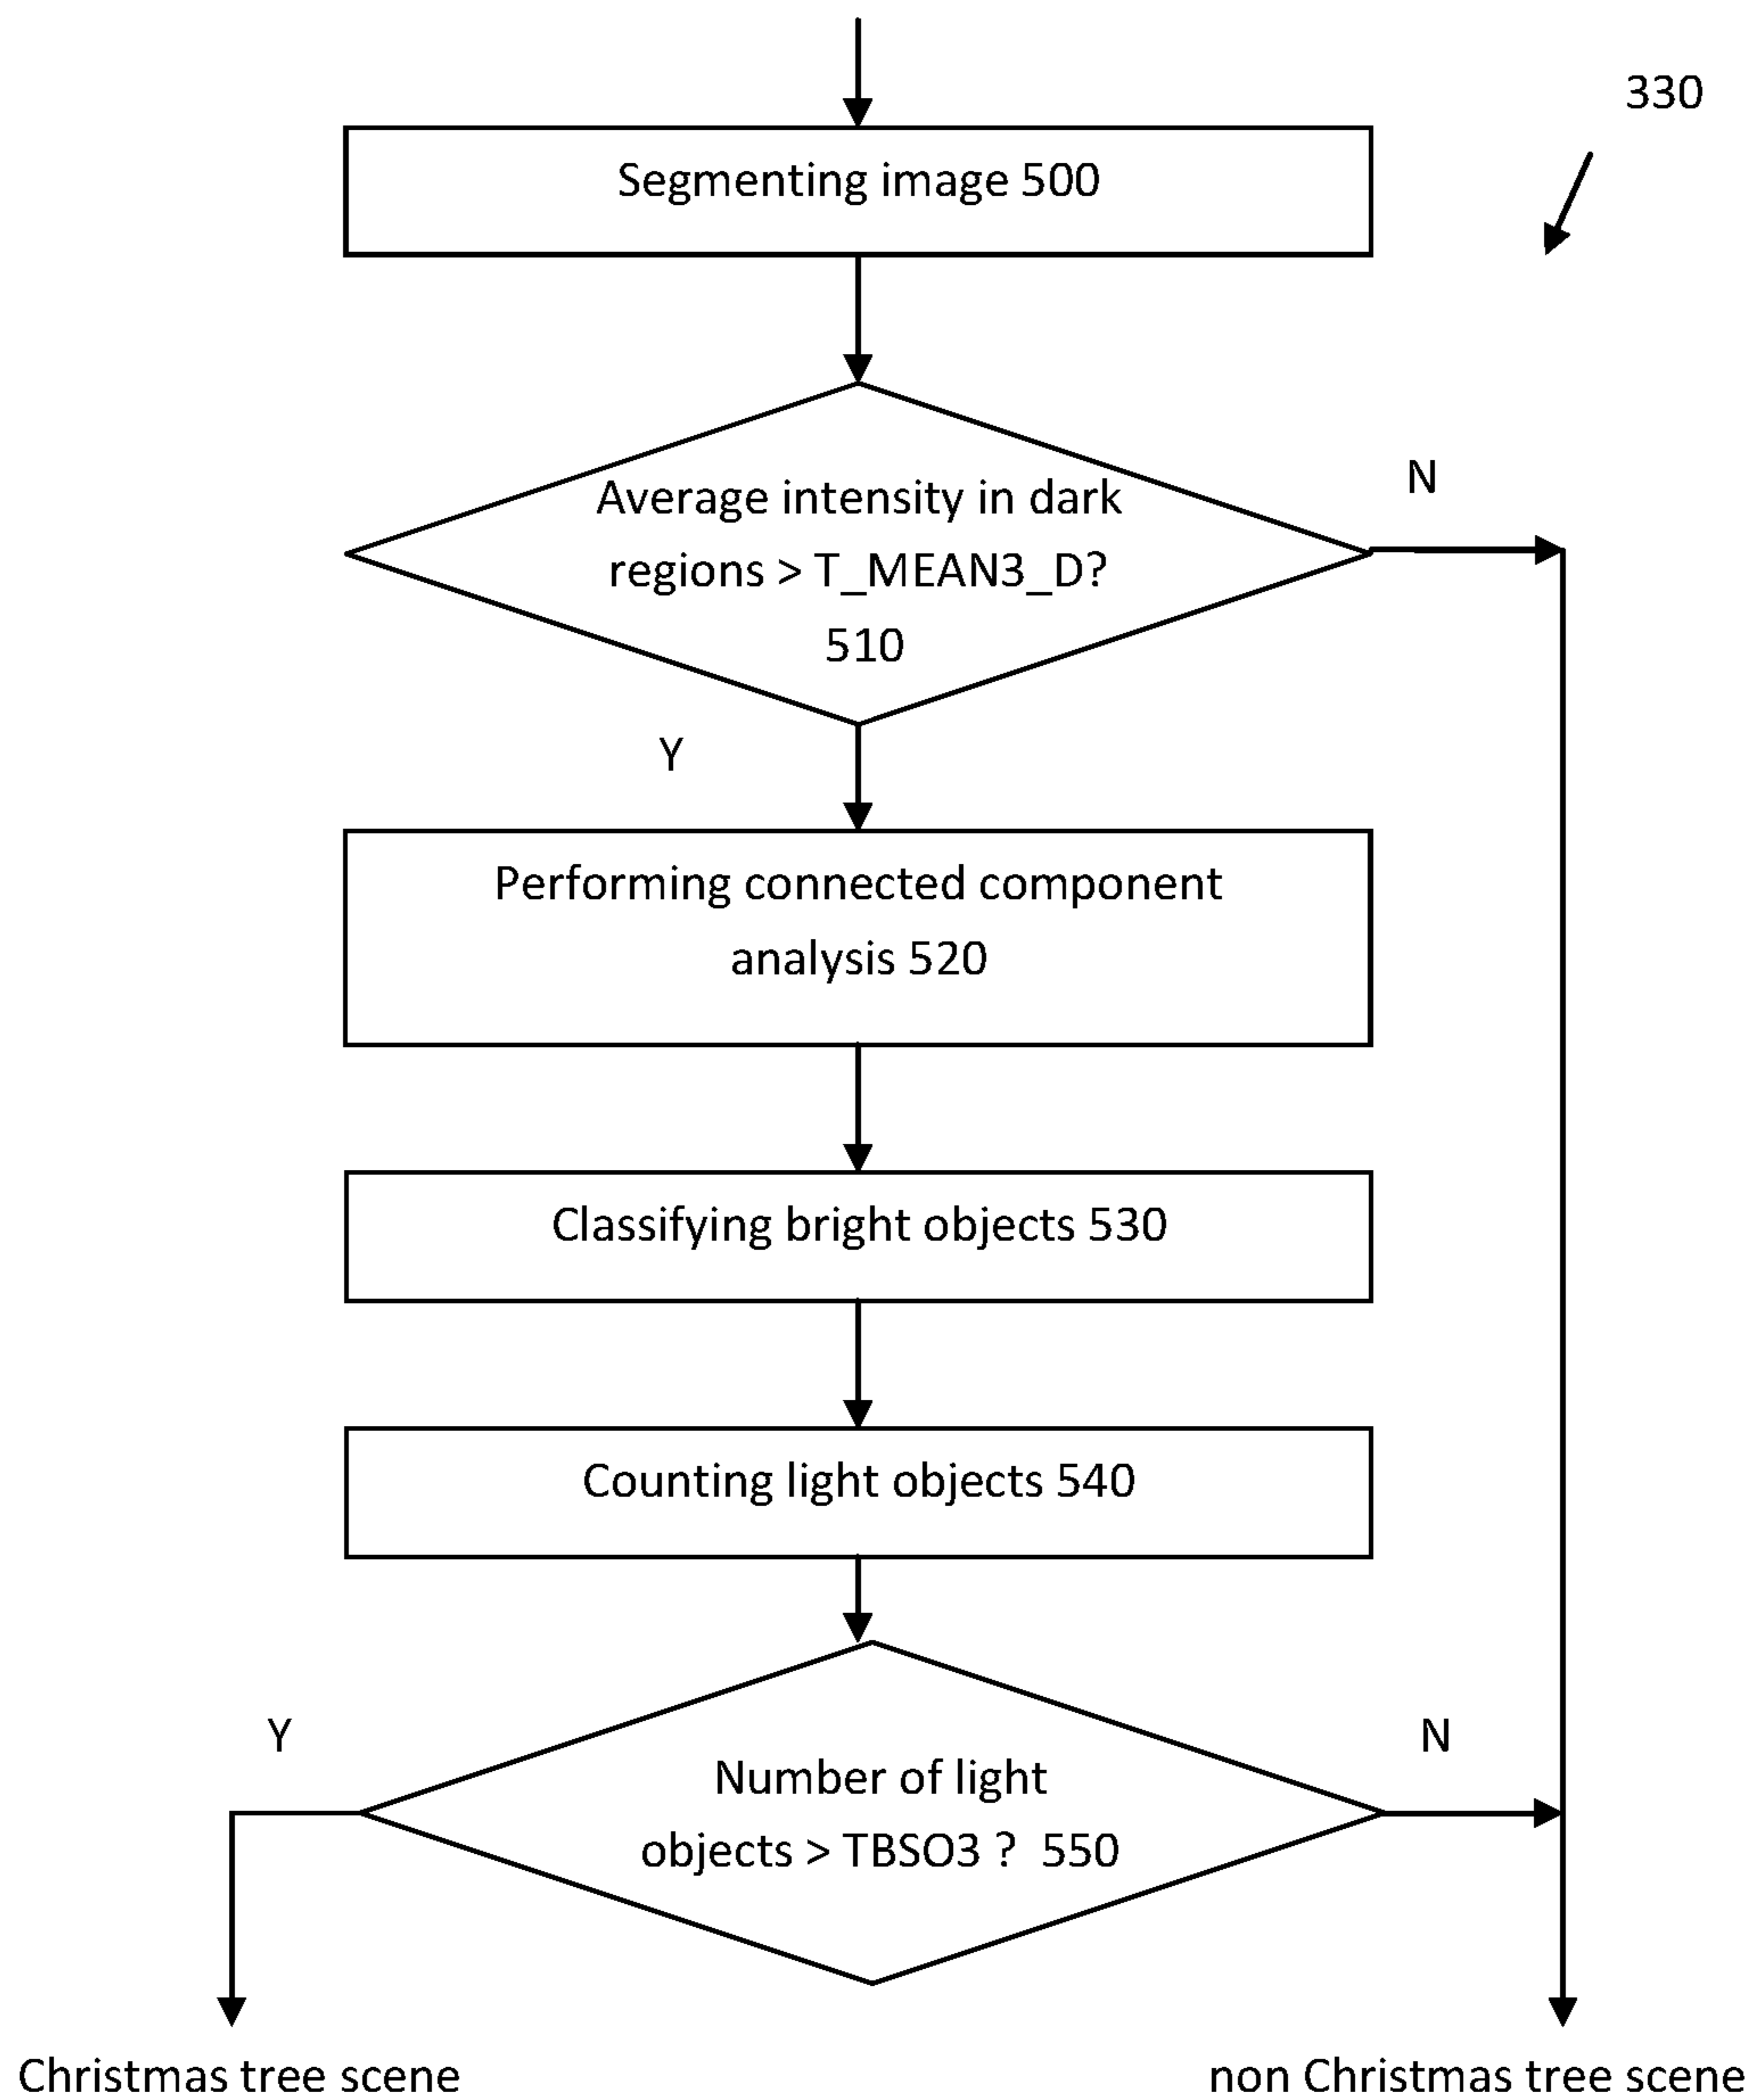 330
Segmenting image 500
Average intensity in dark
regions > T_MEAN3_D?
510
N
Y
Performing connected component
analysis 520
Classifying bright objects 530
Counting light objects 540
Y
N
Number of light
objects > TBSO3 ? 550
Christmas tree scene
non Christmas tree scene